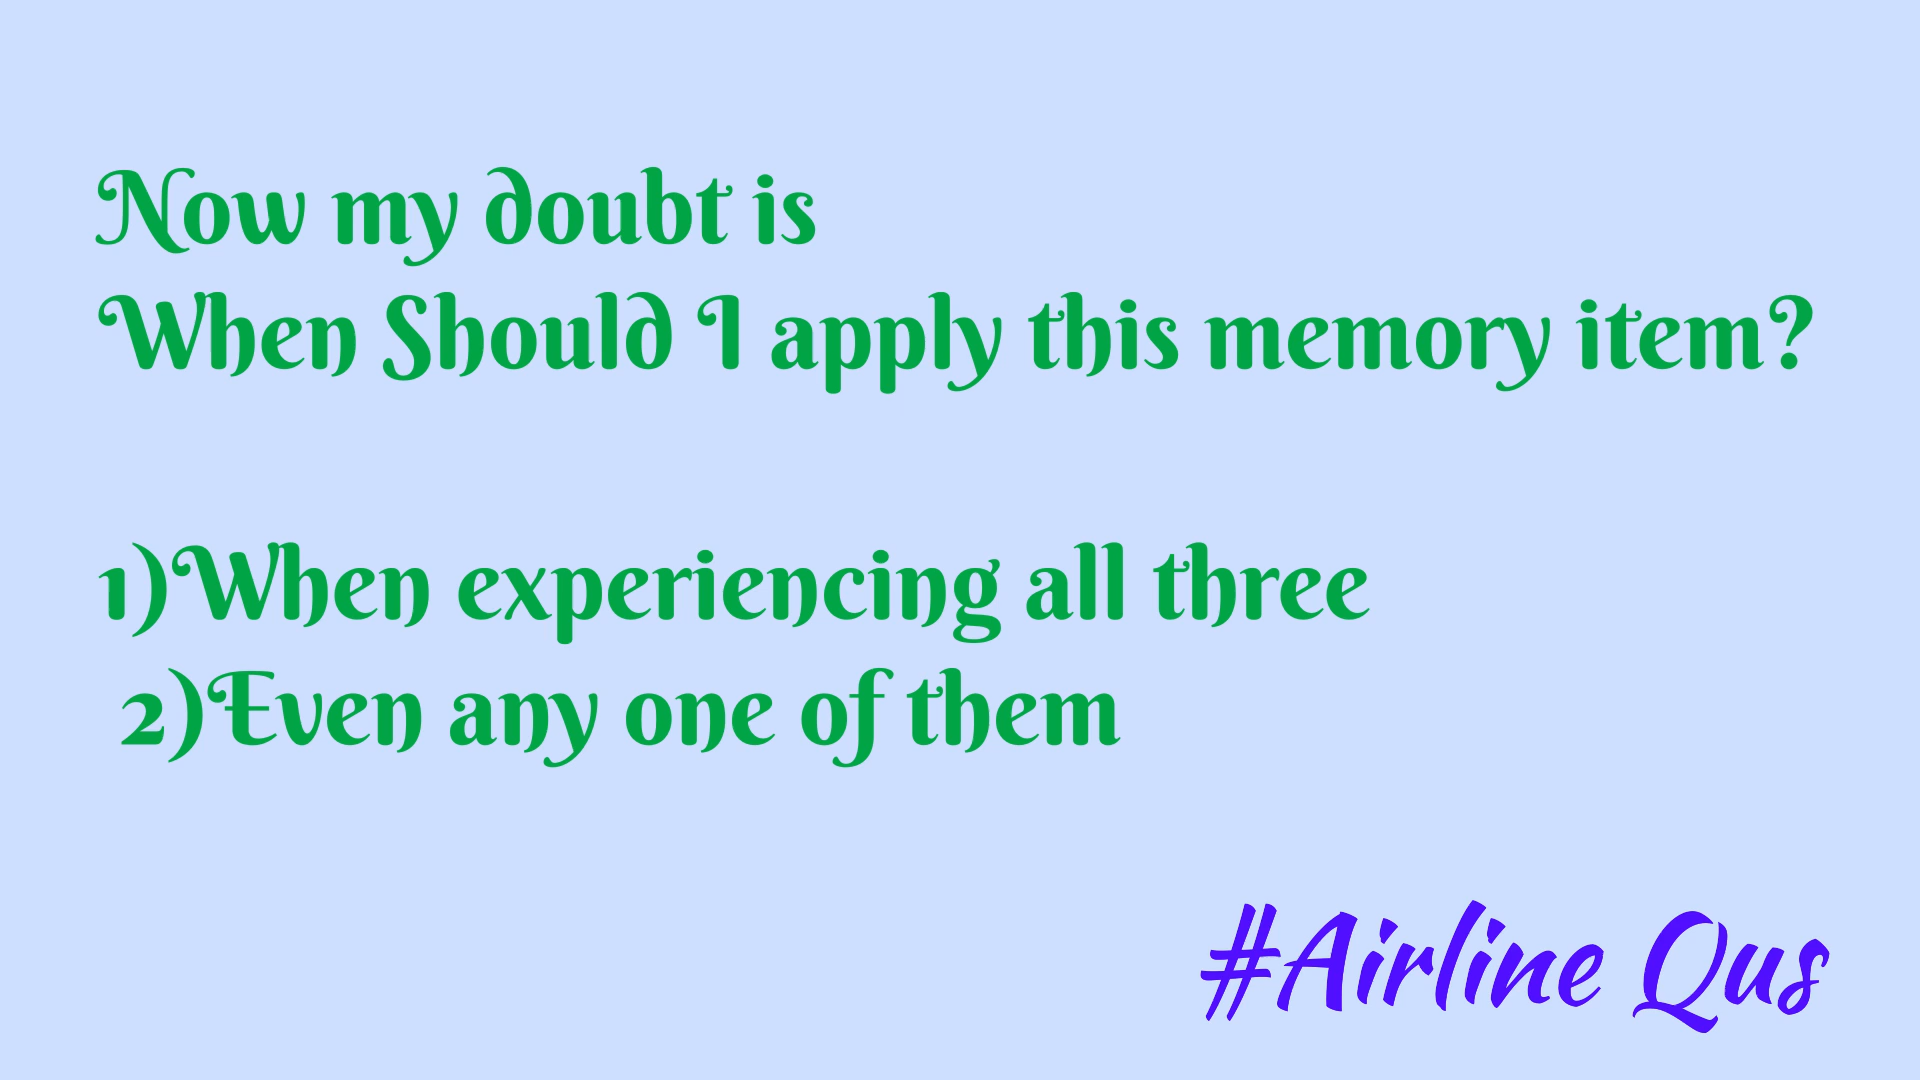 Now my doubt is
When Should I apply this memory item?
1)When experiencing all three
2)Even any one of them
#Airline Qus